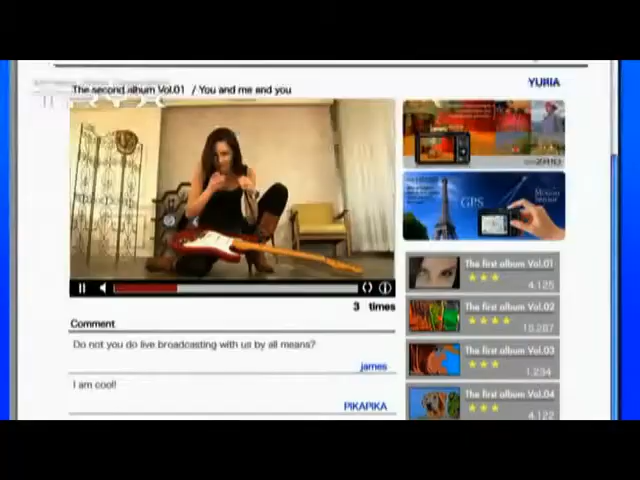 The second album Vol.01 / You and me and you
YURIA
GPS
Motion
Sensor
The first album Vol.01
4.125
The first album Vol.02
The first album Vol.03
1.234
The first album Vol.04
4.122
3 times
Comment
Do not you do live broadcasting with us by all means?
james
I am cool!
PIKAPIKA